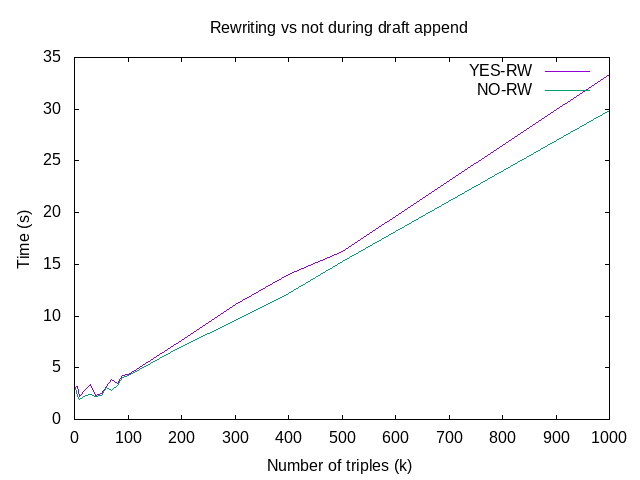 Rewriting vs not during draft append
YES-RW
NO-RW
35
30
25
20
15
10
5
0
Time (s)
0 100 200 300 400 500 600 700 800 900 1000
Number of triples (k)